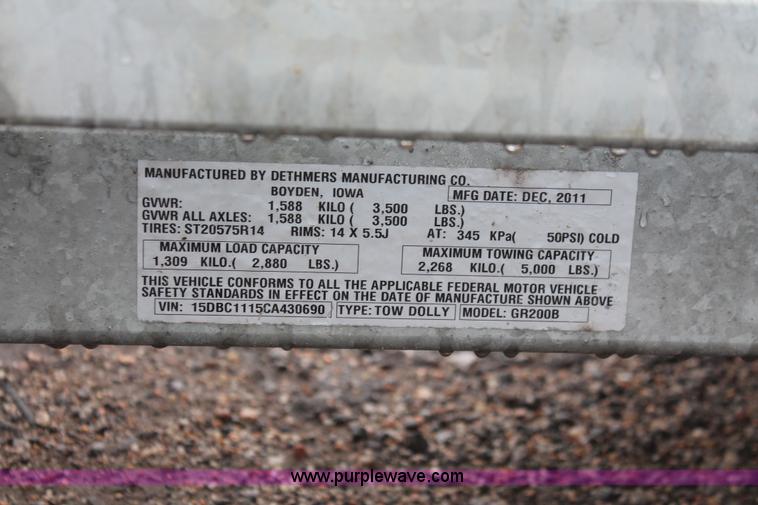 MANUFACTURED BY DETHMERS MANUFACTURING CO.
BOYDEN, IOWA MFG DATE: DEC, 2011
GVWR: 1,588 KILO ( 3,500 LBS.)
GVWR ALL AXLES: 1,588 KILO ( 3,500 LBS.)
TIRES: ST20575R14 RIMS: 14 X 5.5J AT: 345 KPa( 50PSI) COLD
MAXIMUM LOAD CAPACITY MAXIMUM TOWING CAPACITY
1,309 KILO.( 2,880 LBS.) 2,268 KILO.( 5,000 LBS.)
THIS VEHICLE CONFORMS TO ALL THE APPLICABLE FEDERAL MOTOR VEHICLE
SAFETY STANDARDS IN EFFECT ON THE DATE OF MANUFACTURE SHOWN ABOVE
VIN: 15DBC1115CA430690 TYPE: TOW DOLLY MODEL: GR200B
www.purplewave.com